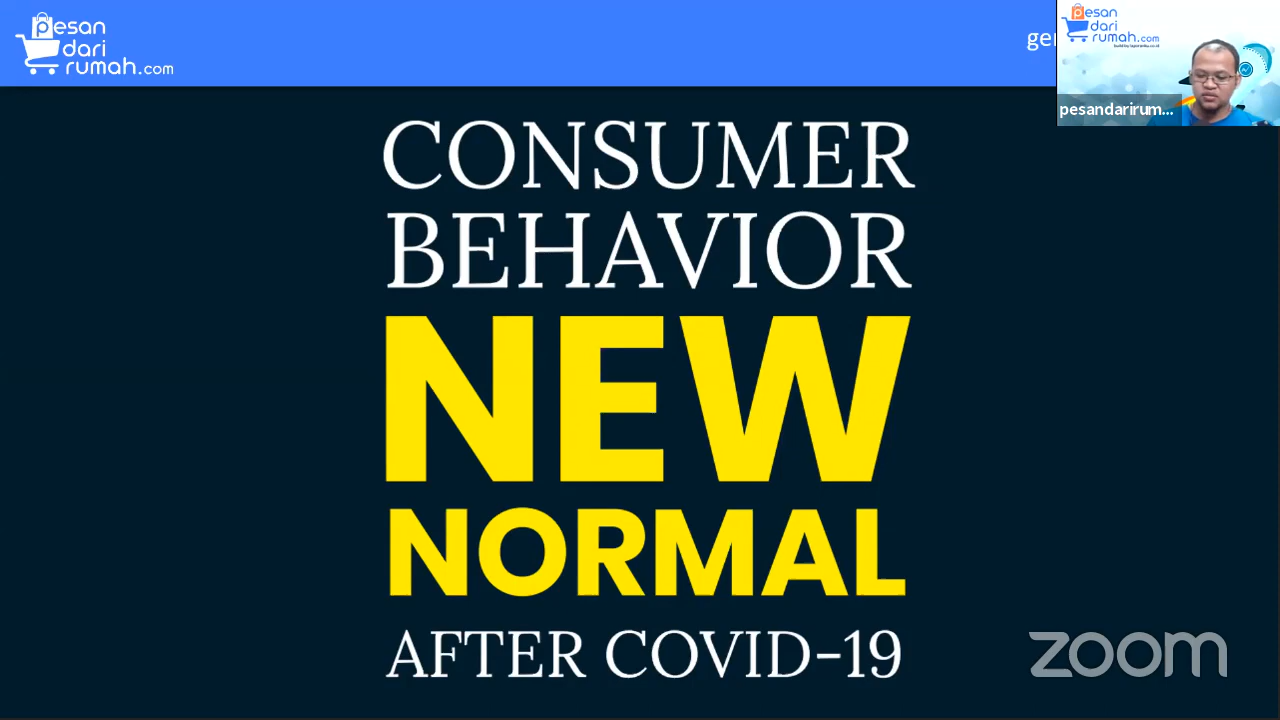 pesan
dari
rumah.com
pesan
dari
rumah.com
pesandarirum...
CONSUMER
BEHAVIOR
NEW
NORMAL
AFTER COVID-19
zoom